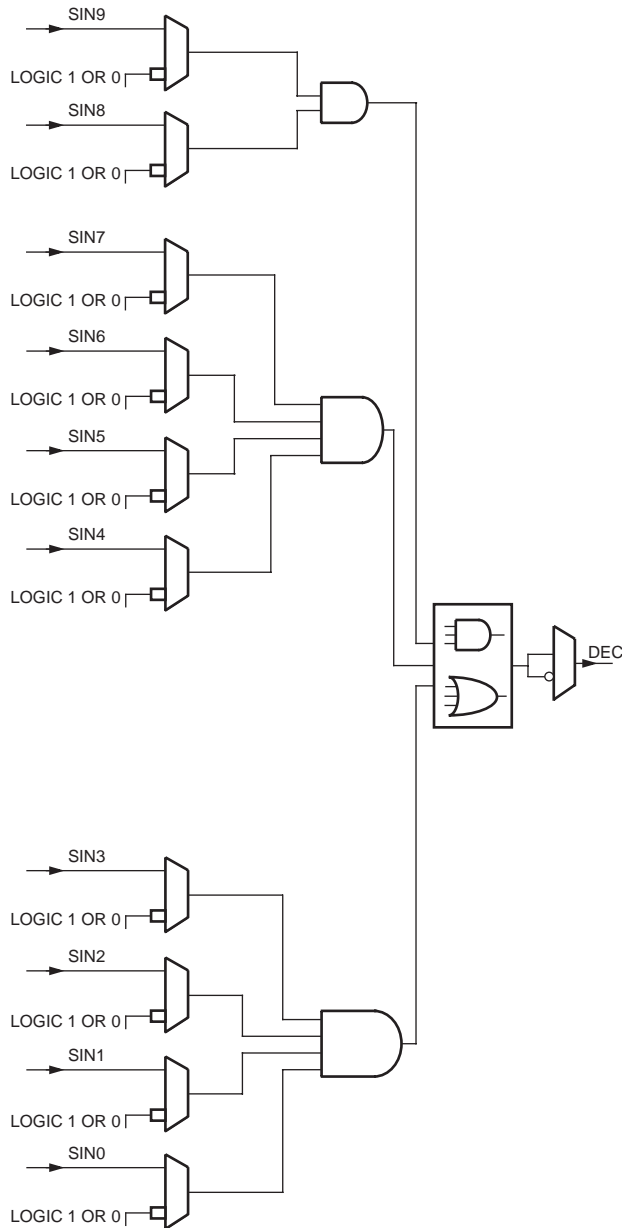 SIN9
LOGIC 1 OR 0
SIN8
LOGIC 1 OR 0
SIN7
LOGIC 1 OR 0
SIN6
LOGIC 1 OR 0
SIN5
LOGIC 1 OR 0
SIN4
LOGIC 1 OR 0
DEC
SIN3
LOGIC 1 OR 0
SIN2
LOGIC 1 OR 0
SIN1
LOGIC 1 OR 0
SIN0
LOGIC 1 OR 0